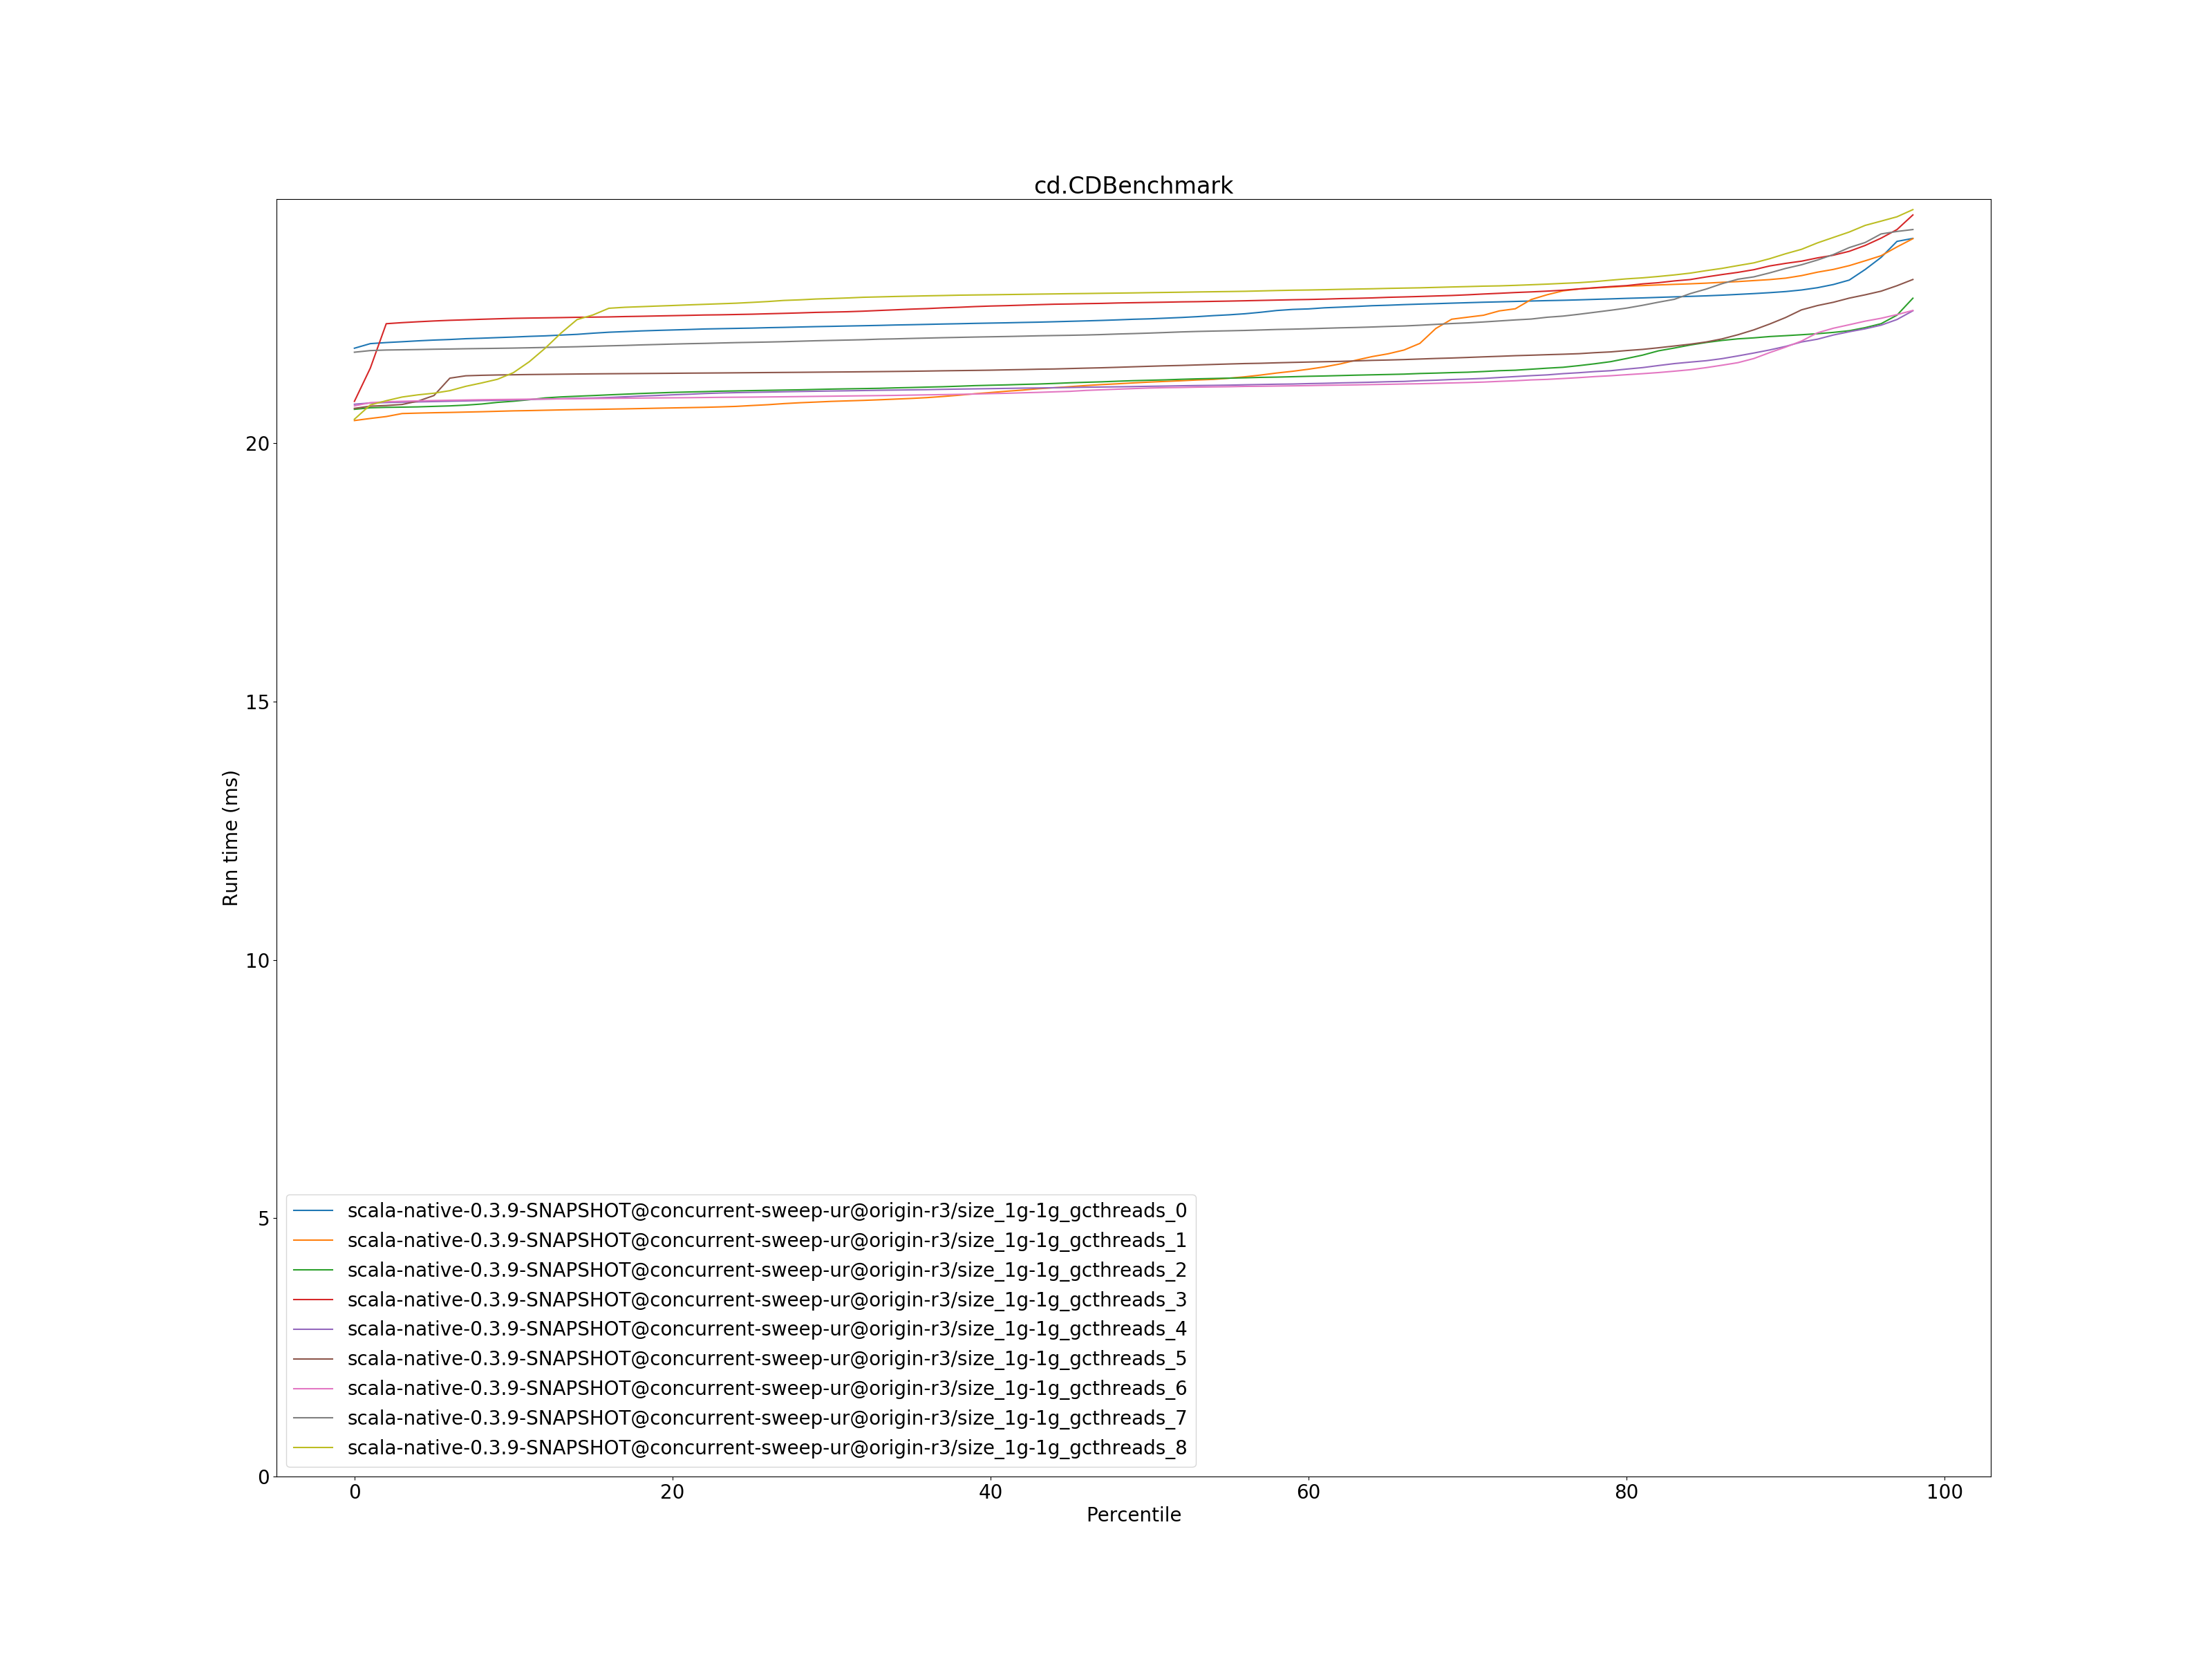 cd.CDBenchmark
Run time (ms)
20
15
10
5
0
scala-native-0.3.9-SNAPSHOT@concurrent-sweep-ur@origin-r3/size_1g-1g_gcthreads_0
scala-native-0.3.9-SNAPSHOT@concurrent-sweep-ur@origin-r3/size_1g-1g_gcthreads_1
scala-native-0.3.9-SNAPSHOT@concurrent-sweep-ur@origin-r3/size_1g-1g_gcthreads_2
scala-native-0.3.9-SNAPSHOT@concurrent-sweep-ur@origin-r3/size_1g-1g_gcthreads_3
scala-native-0.3.9-SNAPSHOT@concurrent-sweep-ur@origin-r3/size_1g-1g_gcthreads_4
scala-native-0.3.9-SNAPSHOT@concurrent-sweep-ur@origin-r3/size_1g-1g_gcthreads_5
scala-native-0.3.9-SNAPSHOT@concurrent-sweep-ur@origin-r3/size_1g-1g_gcthreads_6
scala-native-0.3.9-SNAPSHOT@concurrent-sweep-ur@origin-r3/size_1g-1g_gcthreads_7
scala-native-0.3.9-SNAPSHOT@concurrent-sweep-ur@origin-r3/size_1g-1g_gcthreads_8
0 20 40 60 80 100
Percentile